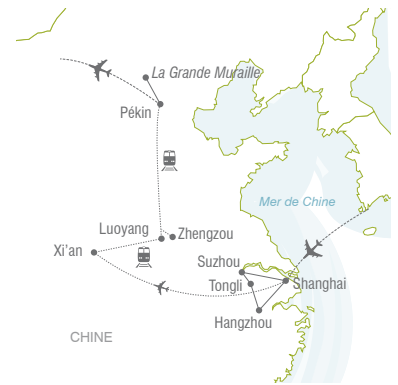 La Grande Muraille
Pékin
Mer de Chine
Luoyang
Zhengzou
Xi'an
Suzhou
Tongli
Shanghai
Hangzhou
CHINE